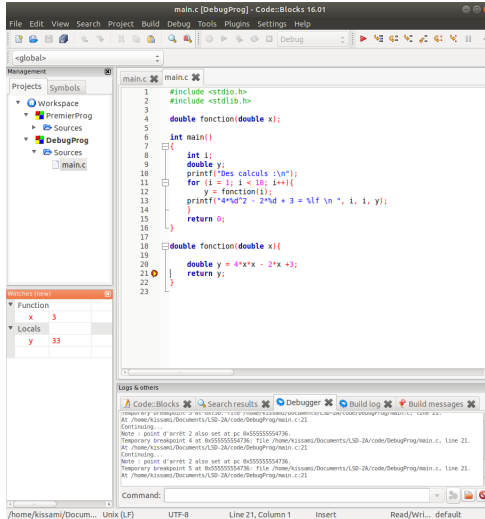 main.c [DebugProg] - Code::Blocks 16.01
File Edit View Search Project Build Debug Tools Plugins Settings Help
Debug
<global>
Management
Projects Symbols
Workspace
PremierProg
Sources
DebugProg
Sources
main.c
main.c main.c
1 #include <stdio.h>
2 #include <stdlib.h>
3
4 double fonction(double x);
5
6 int main()
7 {
8 int i;
9 double y;
10 printf("Des calculs :\n");
11 for (i = 1; i < 10; i++){
12 y = fonction(i);
13 printf("4*%d^2 - 2*%d + 3 = %lf \n ", i, i, y);
14 }
15 return 0;
16 }
17
18 double fonction(double x){
19
20 double y = 4*x*x - 2*x +3;
21 return y;
22 }
23
Watches (new)
Function
x 3
Locals
y 33
Logs & others
Code::Blocks Search results Debugger Build log Build messages
At /home/kissami/Documents/LSD-2A/code/DebugProg/main.c:21
Continuing...
Note : point d'arrêt 2 also set at pc 0x555555554736.
Temporary breakpoint 4 at 0x555555554736: file /home/kissami/Documents/LSD-2A/code/DebugProg/main.c, line 21.
At /home/kissami/Documents/LSD-2A/code/DebugProg/main.c:21
Continuing...
Note : point d'arrêt 2 also set at pc 0x555555554736.
Temporary breakpoint 5 at 0x555555554736: file /home/kissami/Documents/LSD-2A/code/DebugProg/main.c, line 21.
At /home/kissami/Documents/LSD-2A/code/DebugProg/main.c:21
Command:
/home/kissami/Docum... Unix (LF) UTF-8 Line 21, Column 1 Insert Read/Wri... default